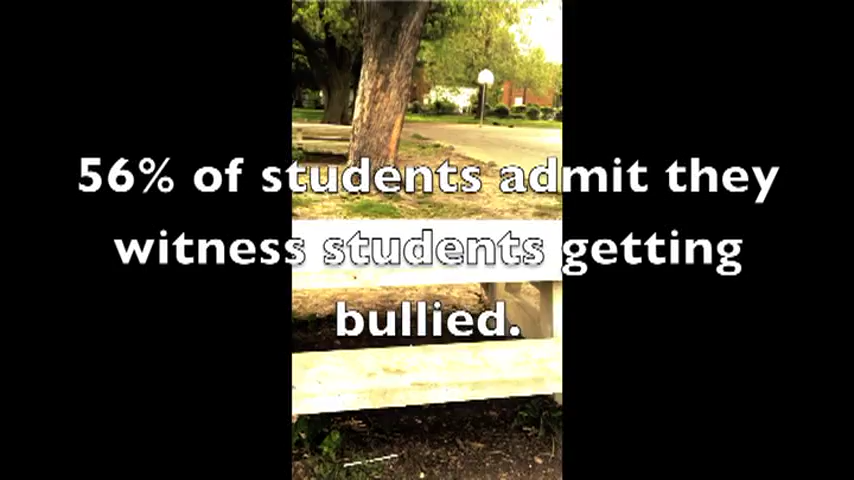 56% of students admit they
witness students getting
bullied.